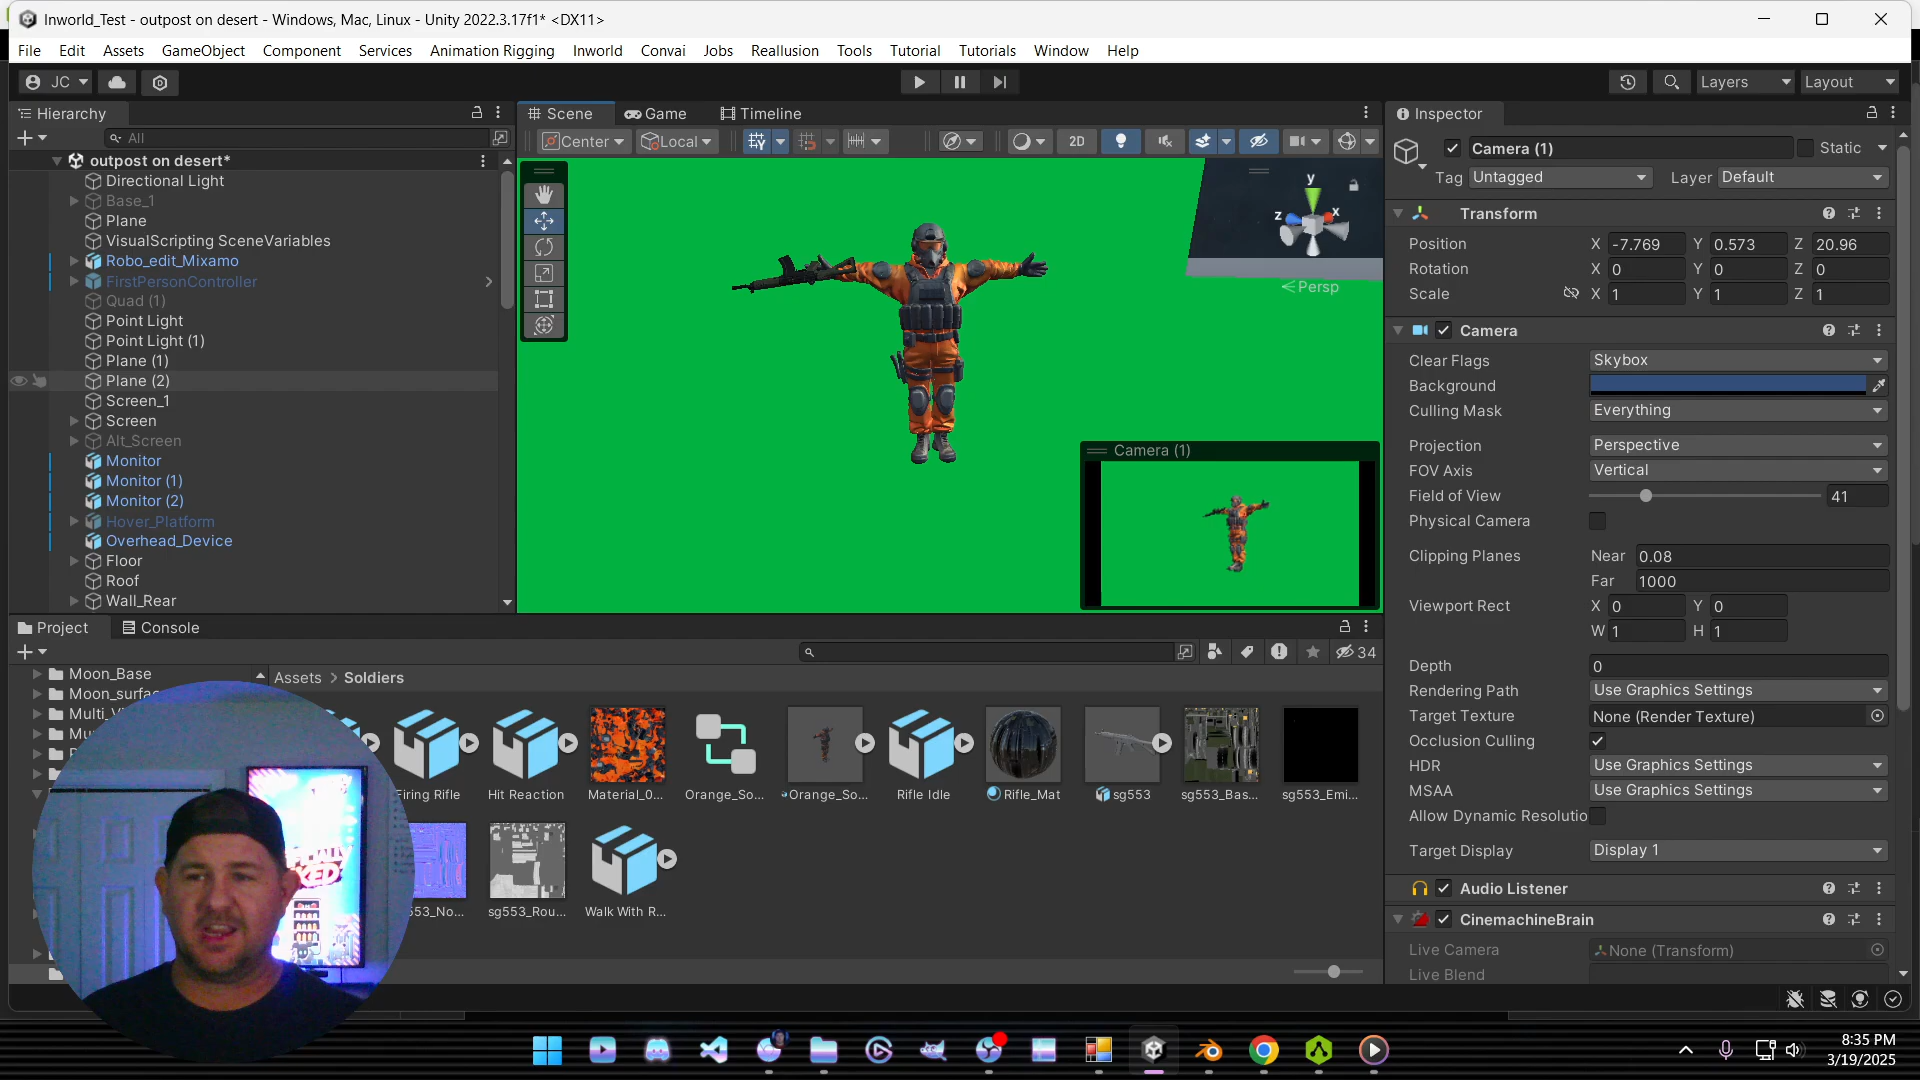 Inworld_Test - outpost on desert - Windows, Mac, Linux - Unity 2022.3.17f1* <DX11>
File Edit Assets GameObject Component Services Animation Rigging Inworld Convai Jobs Reallusion Tools Tutorial Tutorials Window Help
JC Layers Layout
Hierarchy
All
outpost on desert*
Directional Light
Base_1
Plane
VisualScripting SceneVariables
Robo_edit_Mixamo
FirstPersonController
Quad (1)
Point Light
Point Light (1)
Plane (1)
Plane (2)
Screen_1
Screen
Alt_Screen
Monitor
Monitor (1)
Monitor (2)
Hover_Platform
Overhead_Device
Floor
Roof
Wall_Rear
Scene Game Timeline
Center Local 2D
y
z x
Persp
Camera (1)
Inspector
Camera (1) Static
Tag Untagged Layer Default
Transform
Position X -7.769 Y 0.573 Z 20.96
Rotation X 0 Y 0 Z 0
Scale X 1 Y 1 Z 1
Camera
Clear Flags Skybox
Background
Culling Mask Everything
Projection Perspective
FOV Axis Vertical
Field of View 41
Physical Camera
Clipping Planes Near 0.08
Far 1000
Viewport Rect X 0 Y 0
W 1 H 1
Depth 0
Rendering Path Use Graphics Settings
Target Texture None (Render Texture)
Occlusion Culling
HDR Use Graphics Settings
MSAA Use Graphics Settings
Allow Dynamic Resolutio
Target Display Display 1
Audio Listener
CinemachineBrain
Live Camera None (Transform)
Live Blend
Project Console
34
Moon_Base
Moon_surfa
Multi_Vi
Mu
Assets > Soldiers
Firing Rifle Hit Reaction Material_0... Orange_So... Orange_So... Rifle Idle Rifle_Mat sg553 sg553_Bas... sg553_Emi...
553_No... sg553_Rou... Walk With R...
8:35 PM
3/19/2025